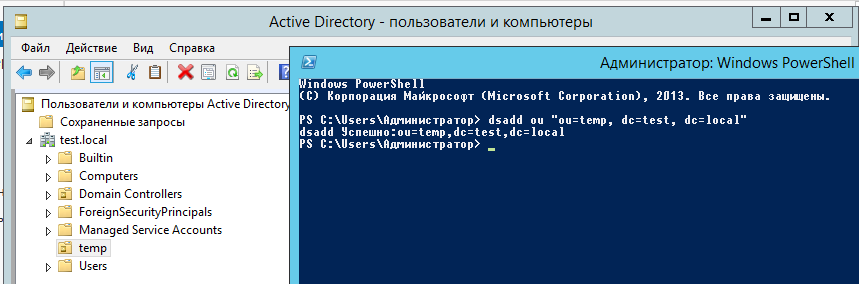 Active Directory - пользователи и компьютеры
Файл Действие Вид Справка
Пользователи и компьютеры Active Directory
Сохраненные запросы
test.local
Builtin
Computers
Domain Controllers
ForeignSecurityPrincipals
Managed Service Accounts
temp
Users
Администратор: Windows PowerShell
Windows PowerShell
(C) Корпорация Майкрософт (Microsoft Corporation), 2013. Все права защищены.
PS C:\Users\Администратор> dsadd ou "ou=temp, dc=test, dc=local"
dsadd Успешно:ou=temp,dc=test,dc=local
PS C:\Users\Администратор>